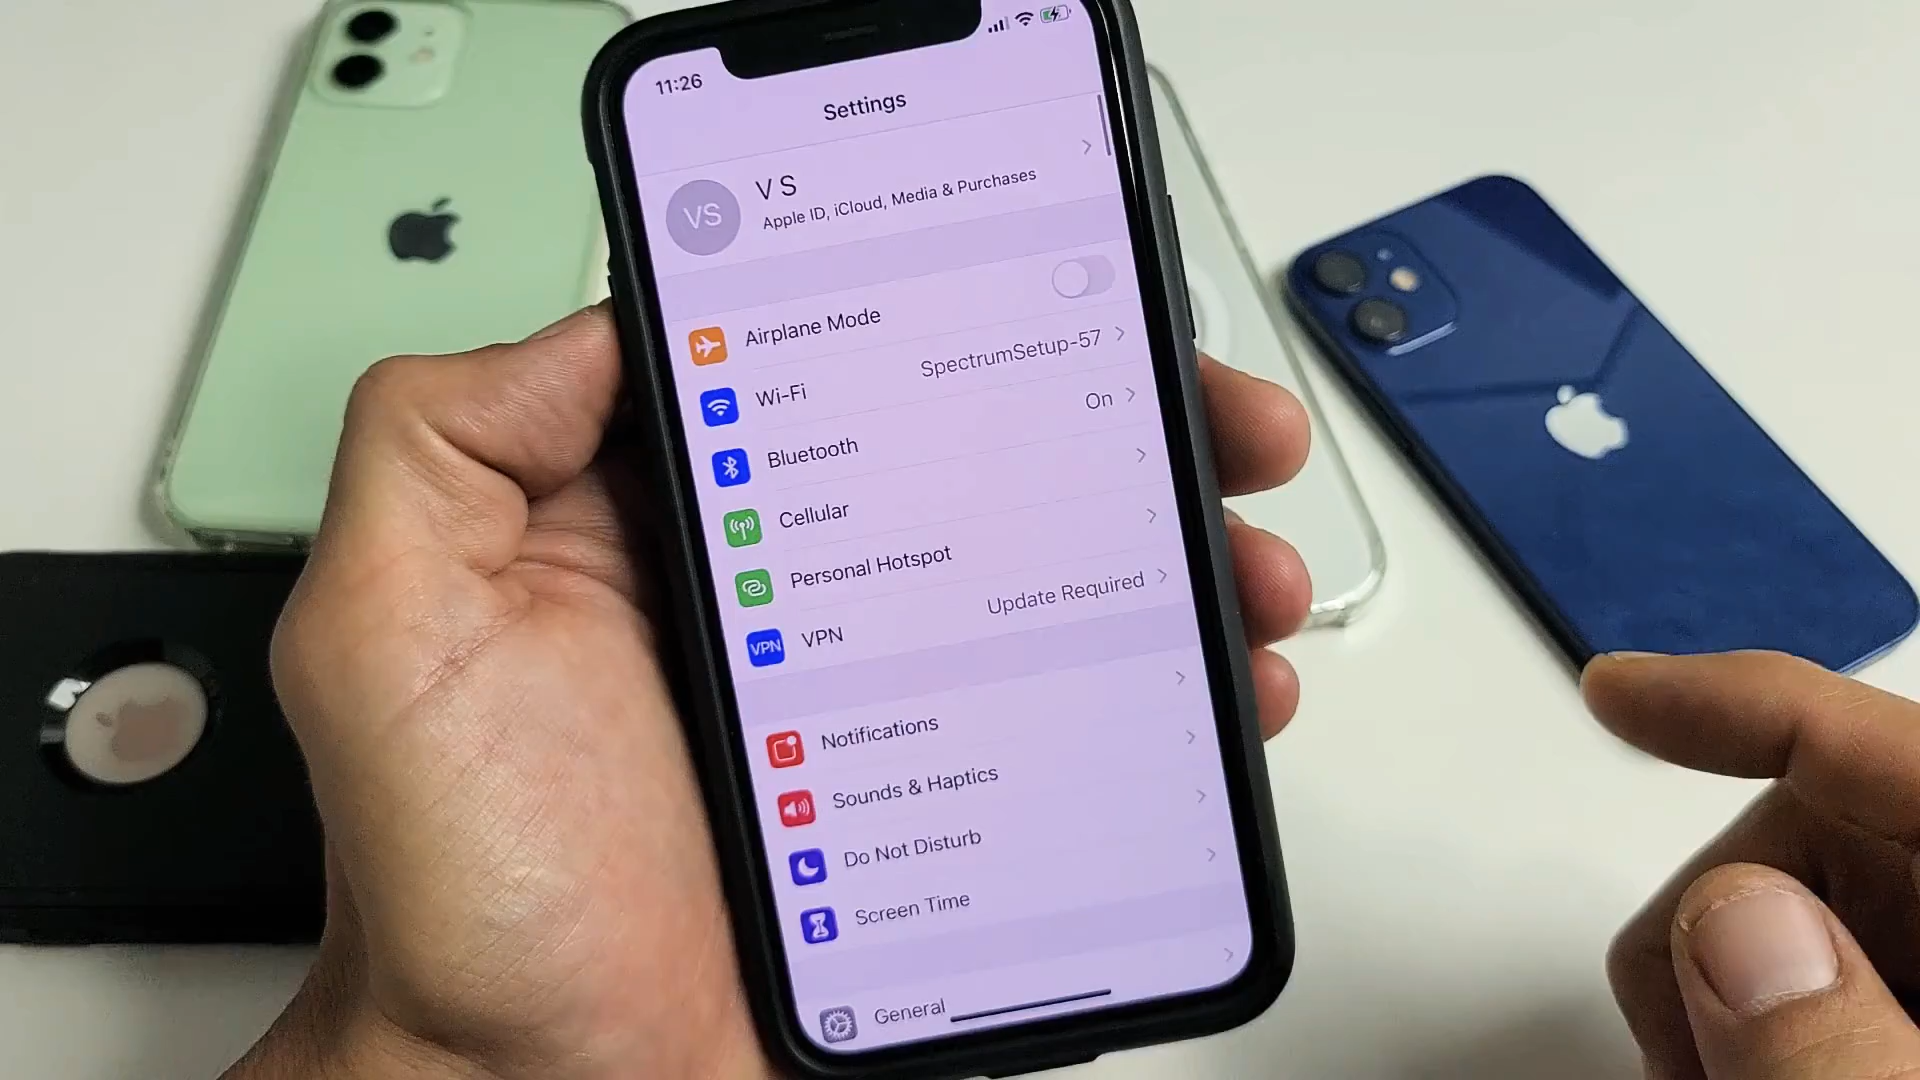 11:26
Settings
VS
V S
Apple ID, iCloud, Media & Purchases
Airplane Mode
Wi-Fi
SpectrumSetup-57
Bluetooth
On
Cellular
Personal Hotspot
VPN
VPN
Update Required
Notifications
Sounds & Haptics
Do Not Disturb
Screen Time
General